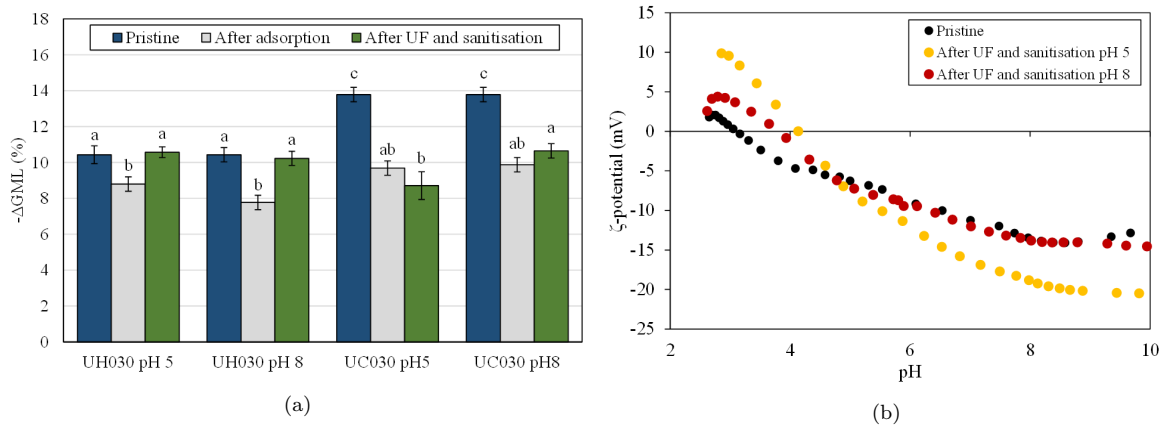 18
16
14
12
10
8
6
4
2
0
-ΔGML (%)
Pristine
After adsorption
After UF and sanitisation
a
b
a
a
b
a
c
ab
b
c
ab
a
UH030 pH 5
UH030 pH 8
UC030 pH5
UC030 pH8
(a)
15
10
5
0
-5
-10
-15
-20
-25
ζ-potential (mV)
Pristine
After UF and sanitisation pH 5
After UF and sanitisation pH 8
2
4
6
8
10
pH
(b)